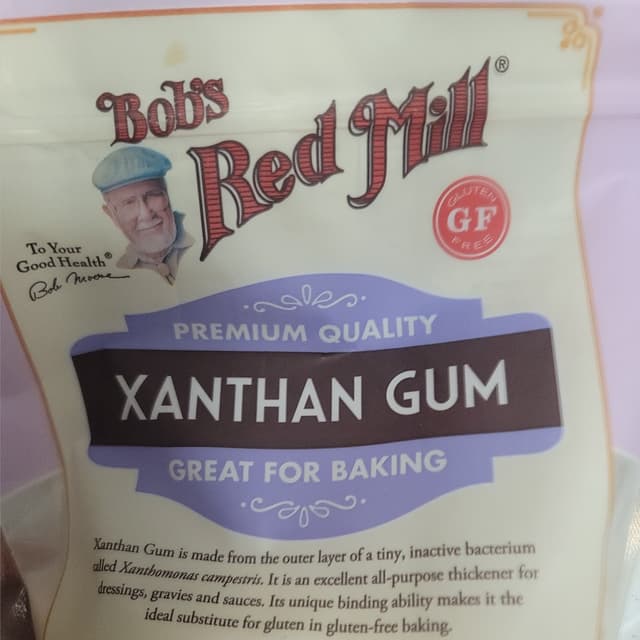 Bob's
Red Mill®
GLUTEN
GF
FREE
To Your
Good Health®
Bob Moore
PREMIUM QUALITY
XANTHAN GUM
GREAT FOR BAKING
Xanthan Gum is made from the outer layer of a tiny, inactive bacterium
alled Xanthomonas campestris. It is an excellent all-purpose thickener for
dressings, gravies and sauces. Its unique binding ability makes it the
ideal substitute for gluten in gluten-free baking.